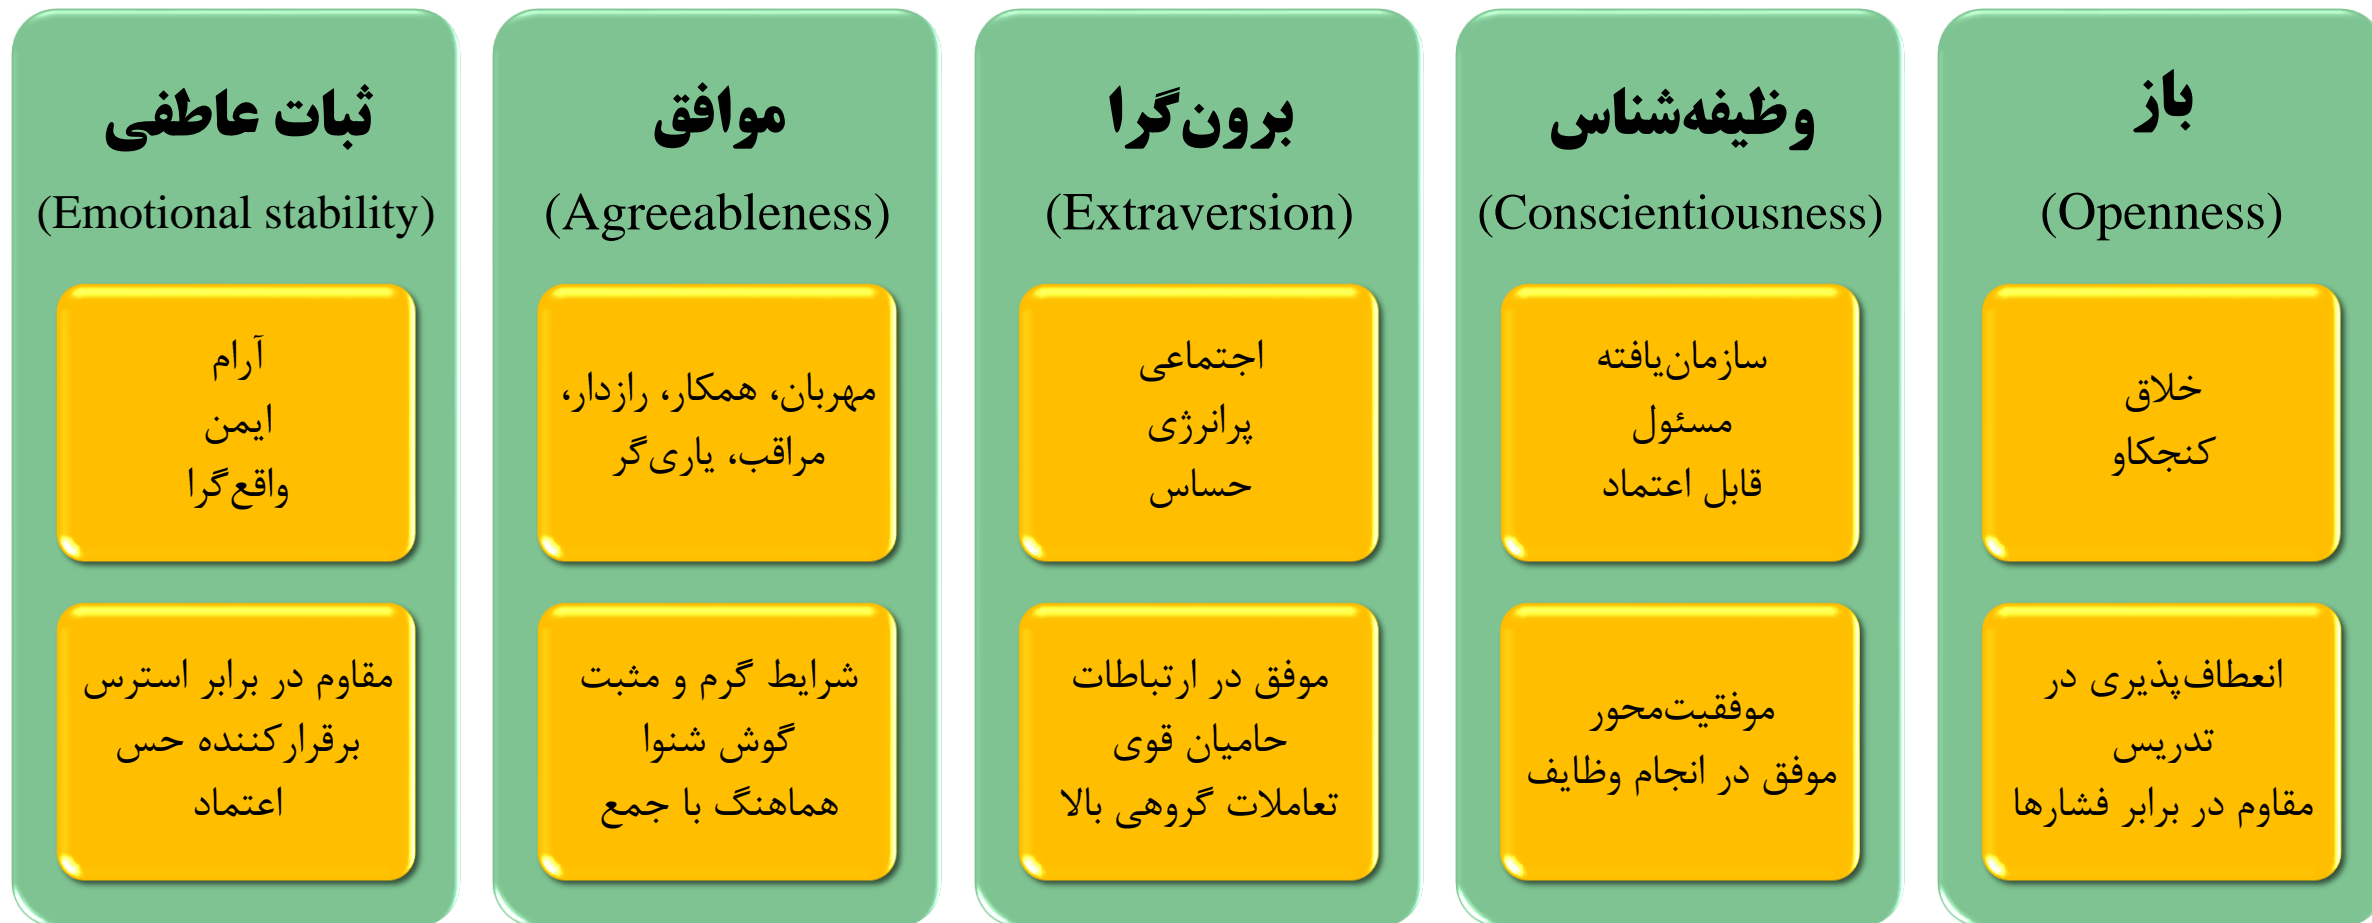 باز
(Openness)
خلاق
کنجکاو
انعطاف‌پذیری در
تدریس
مقاوم در برابر فشارها
وظیفه‌شناس
(Conscientiousness)
سازمان‌یافته
مسئول
قابل اعتماد
موفقیت‌محور
موفق در انجام وظایف
برون‌گرا
(Extraversion)
اجتماعی
پرانرژی
حساس
موفق در ارتباطات
حامیان قوی
تعاملات گروهی بالا
موافق
(Agreeableness)
مهربان، همکار، رازدار،
مراقب، یاری‌گر
شرایط گرم و مثبت
گوش شنوا
هماهنگ با جمع
ثبات عاطفی
(Emotional stability)
آرام
ایمن
واقع‌گرا
مقاوم در برابر استرس
برقرارکننده حس
اعتماد